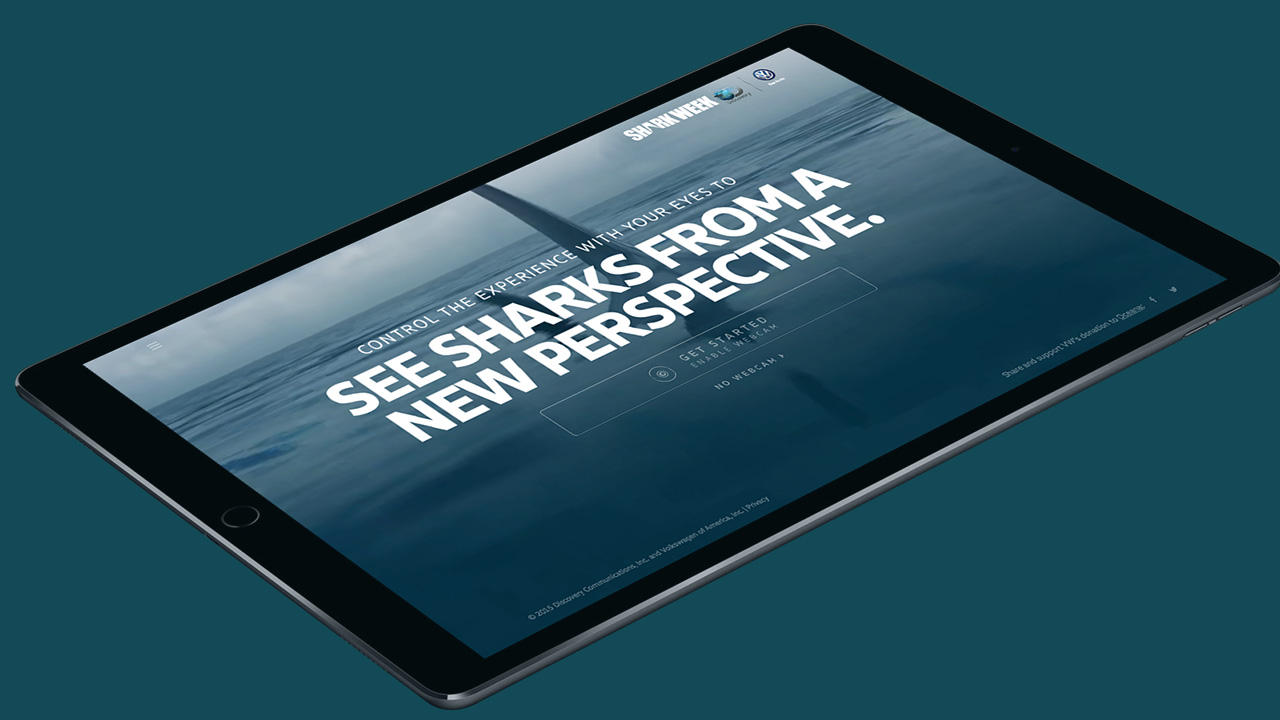 SHARK WEEK
Discovery
CONTROL THE EXPERIENCE WITH YOUR EYES TO
SEE SHARKS FROM A
NEW PERSPECTIVE.
GET STARTED
ENABLE WEBCAM
NO WEBCAM ›
Share and support VW's donation to
© 2015 Discovery Communications, Inc. and Volkswagen of America, Inc. | Privacy